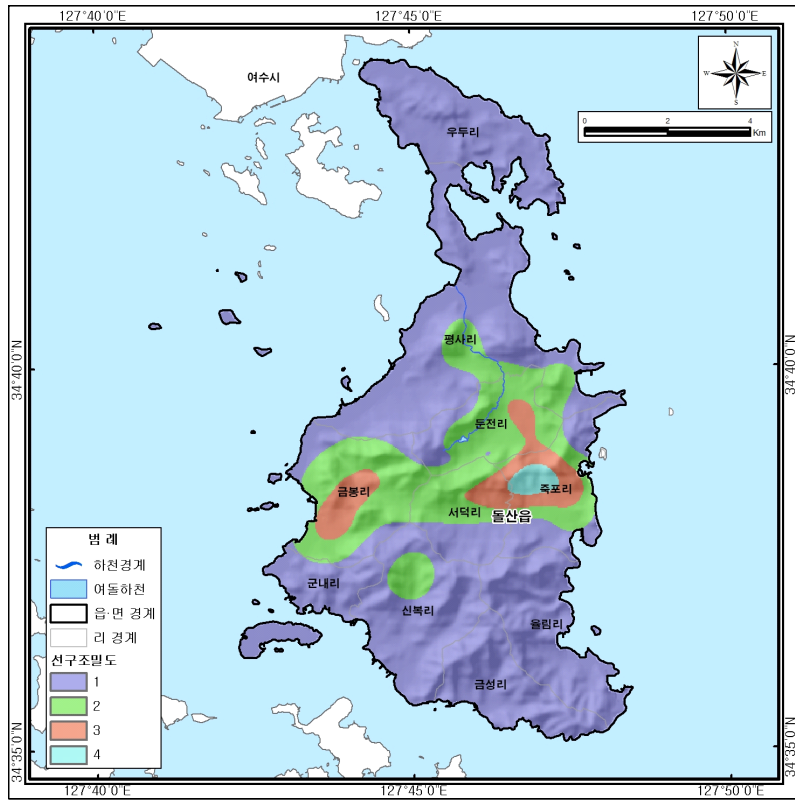 127°40'0"E
127°45'0"E
127°50'0"E
여수시
N
W
E
S
우두리
0
2
4
Km
34°40'0"N
34°40'0"N
평사리
둔전리
금봉리
죽포리
서덕리
돌산읍
군내리
신복리
율림리
금성리
범 례
하천경계
여돌하천
읍·면 경계
리 경계
선구조밀도
1
2
3
4
34°35'0"N
34°35'0"N
127°40'0"E
127°45'0"E
127°50'0"E